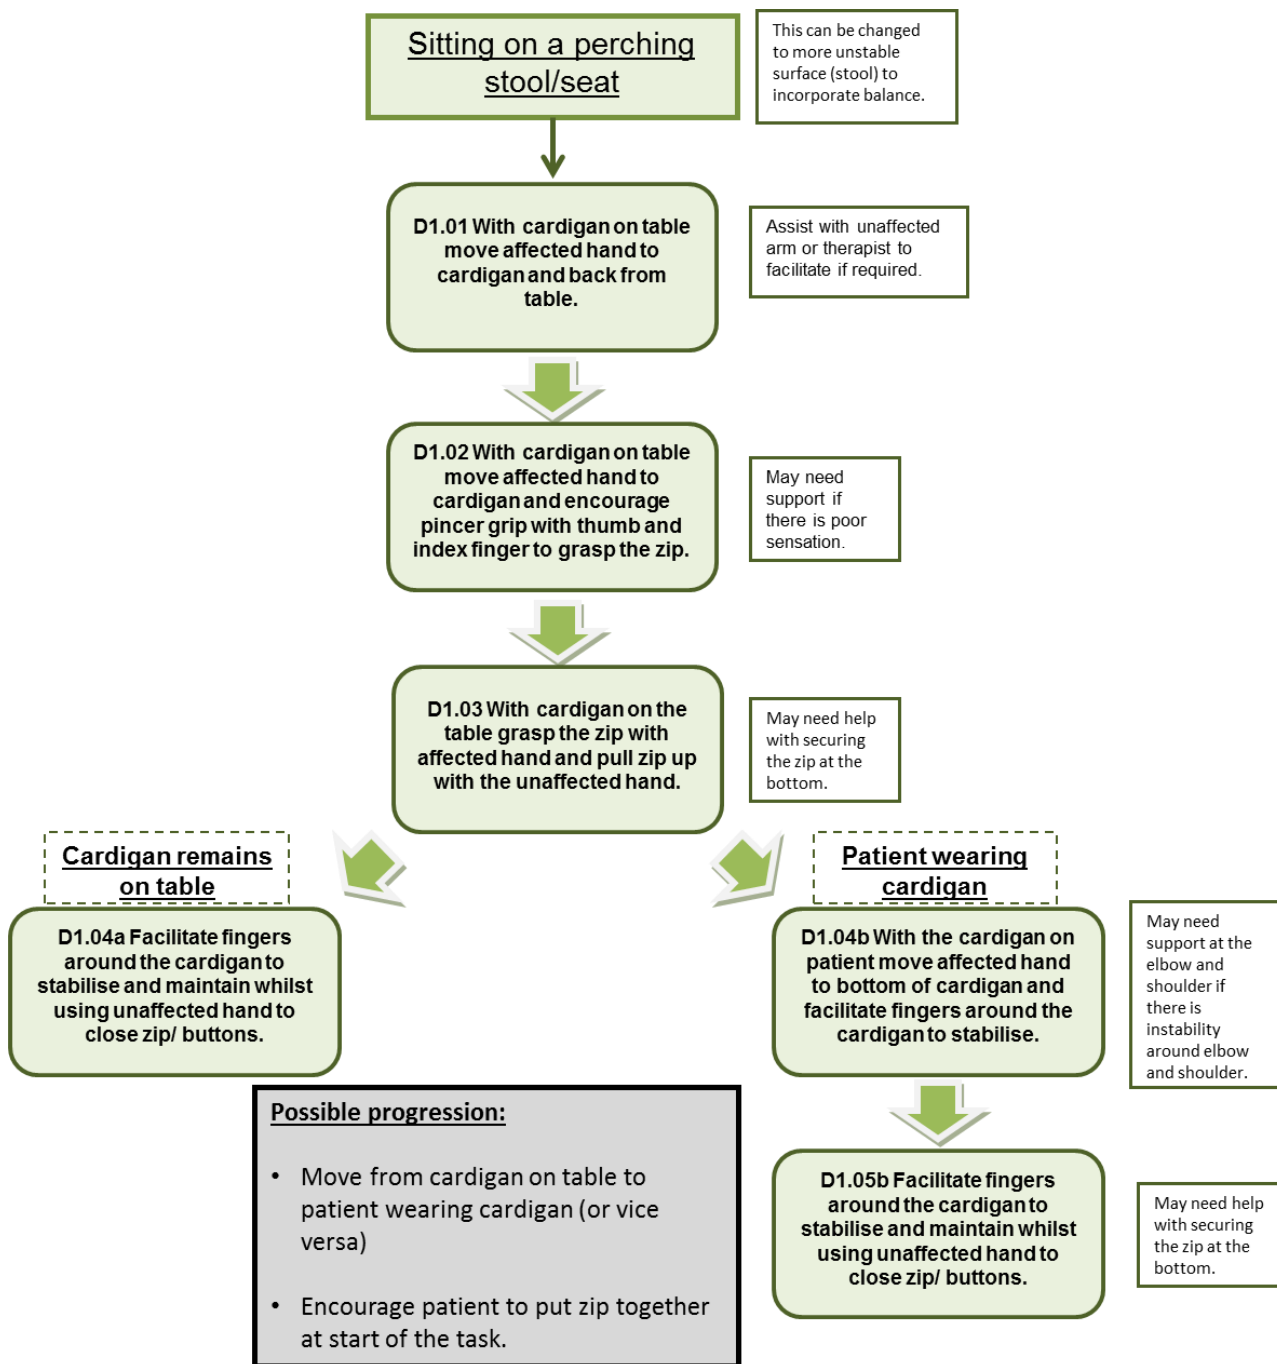 Sitting on a perching
stool/seat
This can be changed
to more unstable
surface (stool) to
incorporate balance.
D1.01 With cardigan on table
move affected hand to
cardigan and back from
table.
Assist with unaffected
arm or therapist to
facilitate if required.
D1.02 With cardigan on table
move affected hand to
cardigan and encourage
pincer grip with thumb and
index finger to grasp the zip.
May need
support if
there is poor
sensation.
D1.03 With cardigan on the
table grasp the zip with
affected hand and pull zip up
with the unaffected hand.
May need help
with securing
the zip at the
bottom.
Cardigan remains
on table
Patient wearing
cardigan
D1.04a Facilitate fingers
around the cardigan to
stabilise and maintain whilst
using unaffected hand to
close zip/ buttons.
D1.04b With the cardigan on
patient move affected hand
to bottom of cardigan and
facilitate fingers around the
cardigan to stabilise.
May need
support at the
elbow and
shoulder if
there is
instability
around elbow
and shoulder.
Possible progression:
• Move from cardigan on table to
patient wearing cardigan (or vice
versa)
• Encourage patient to put zip together
at start of the task.
D1.05b Facilitate fingers
around the cardigan to
stabilise and maintain whilst
using unaffected hand to
close zip/ buttons.
May need help
with securing
the zip at the
bottom.